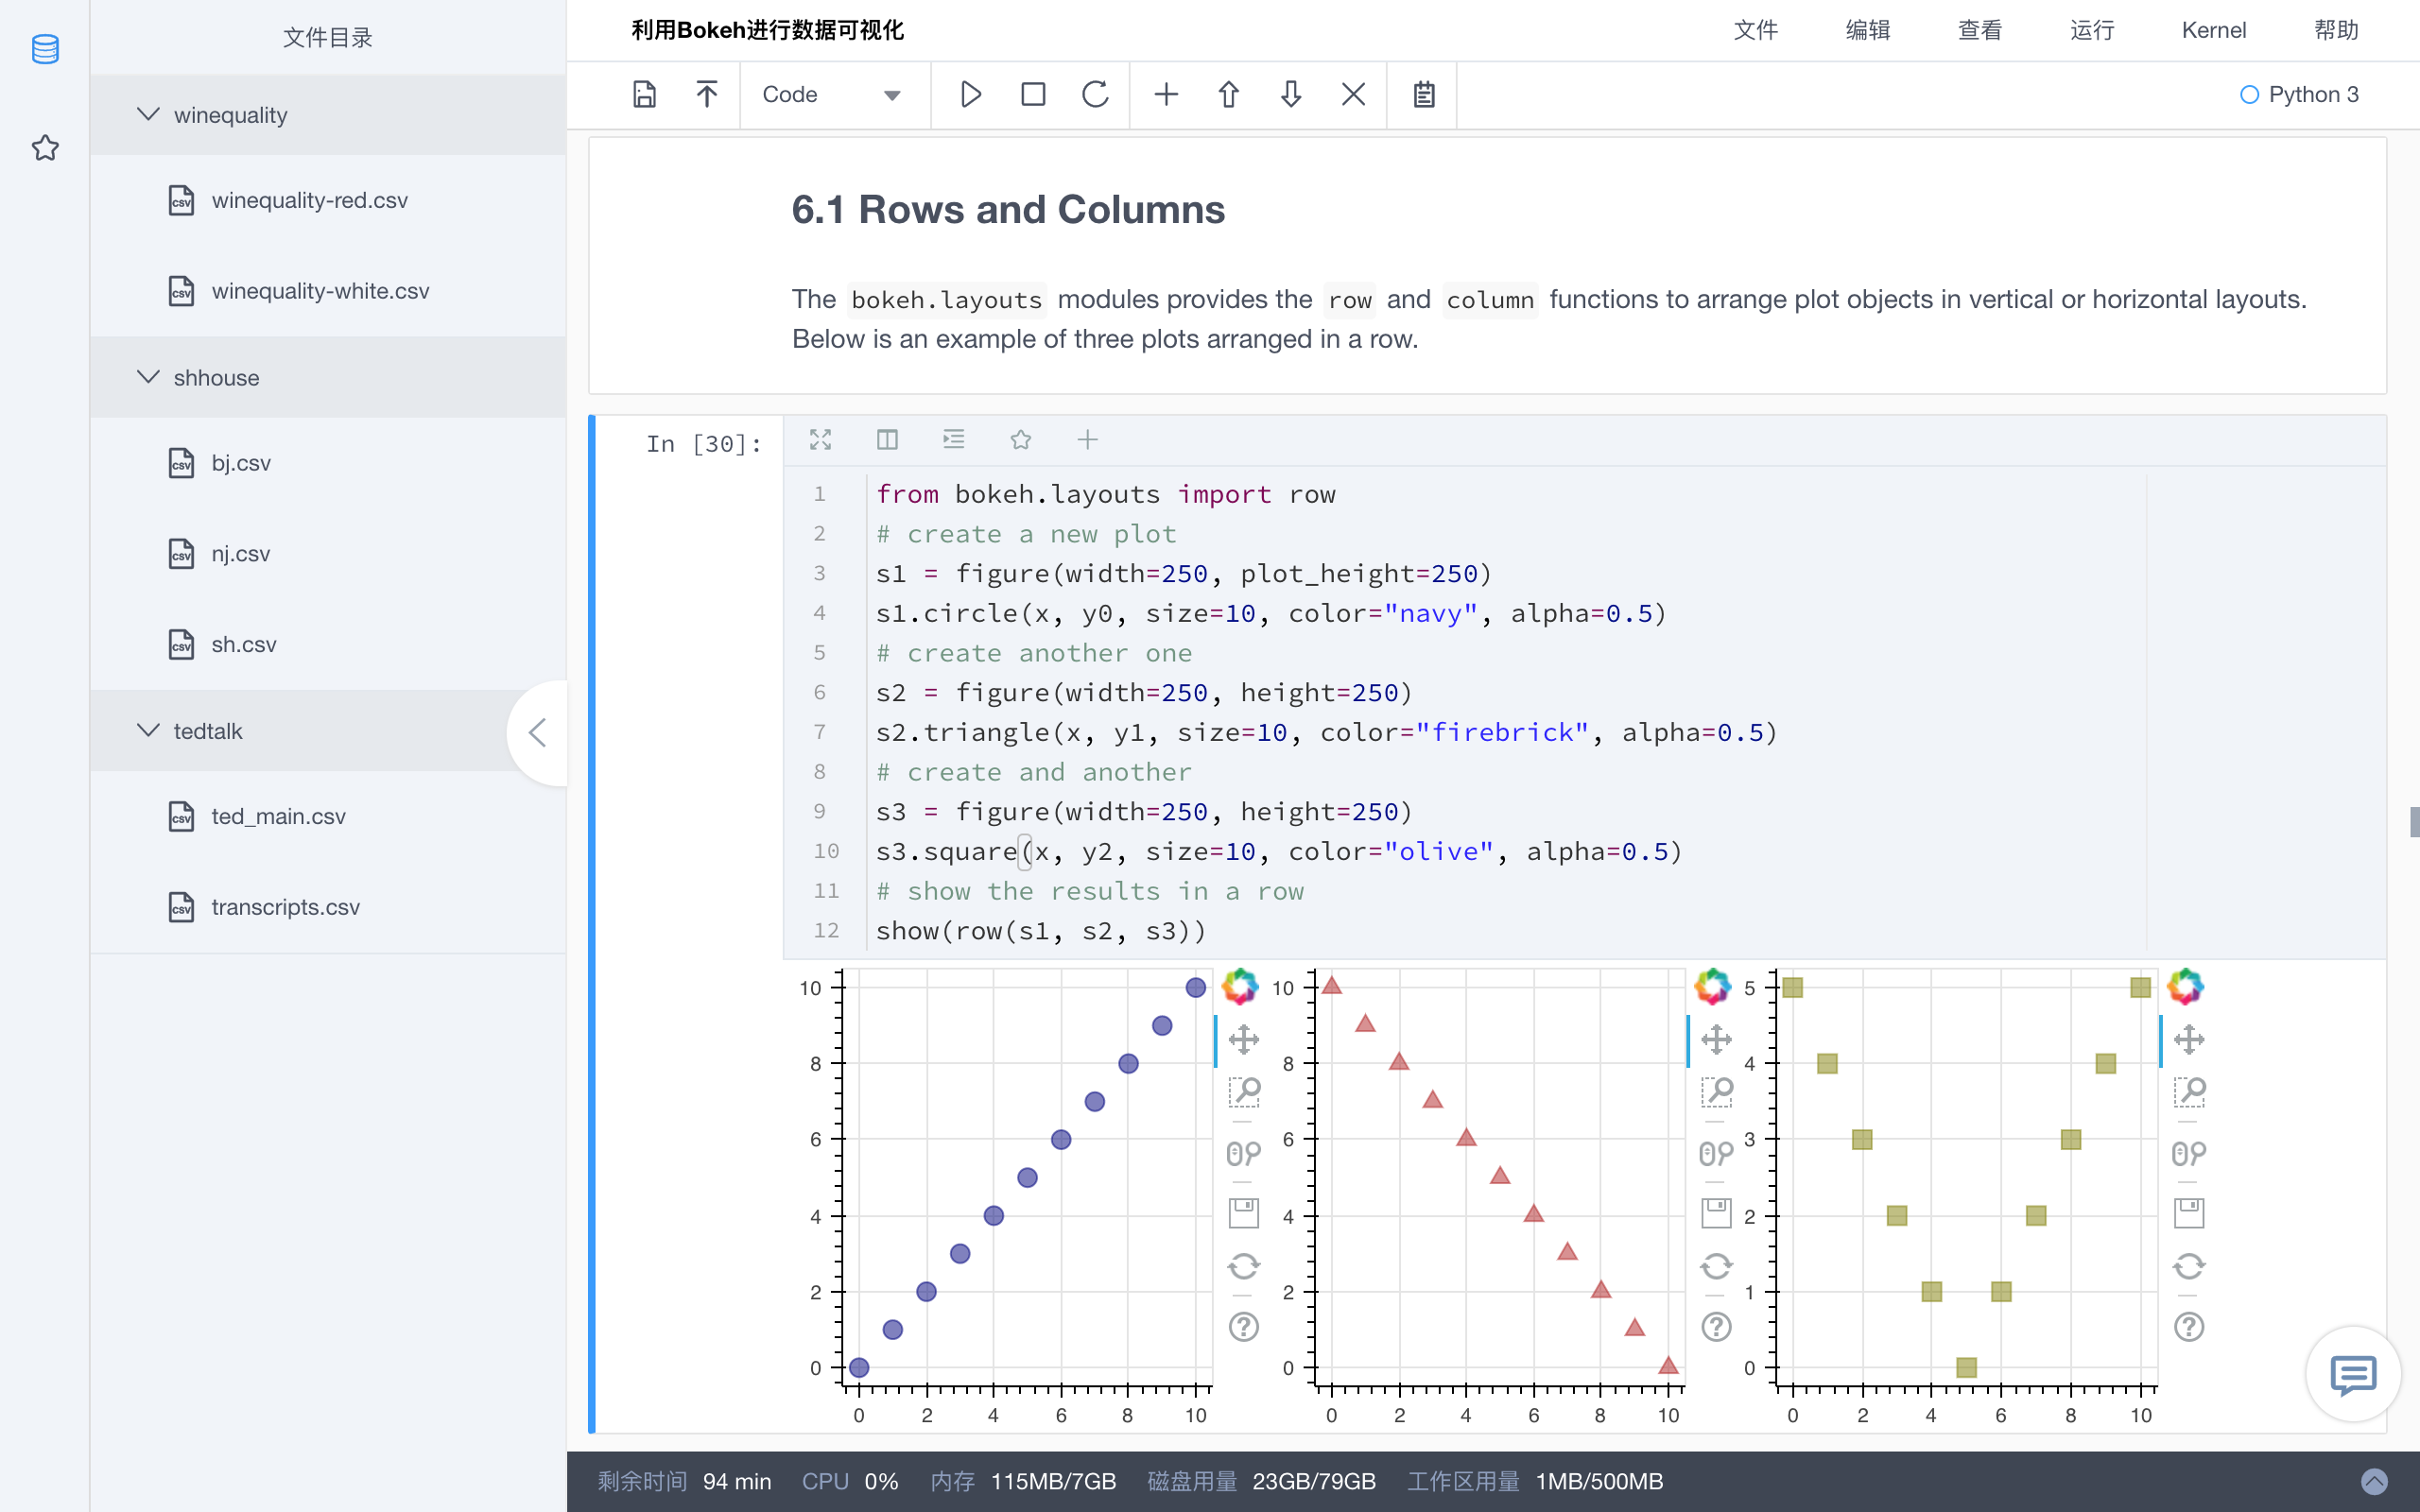 文件目录
winequality
winequality-red.csv
winequality-white.csv
shhouse
bj.csv
nj.csv
sh.csv
tedtalk
ted_main.csv
transcripts.csv
利用Bokeh进行数据可视化
文件 编辑 查看 运行 Kernel 帮助
Code
Python 3
6.1 Rows and Columns
The bokeh.layouts modules provides the row and column functions to arrange plot objects in vertical or horizontal layouts.
Below is an example of three plots arranged in a row.
In [30]:
1 from bokeh.layouts import row
2 # create a new plot
3 s1 = figure(width=250, plot_height=250)
4 s1.circle(x, y0, size=10, color="navy", alpha=0.5)
5 # create another one
6 s2 = figure(width=250, height=250)
7 s2.triangle(x, y1, size=10, color="firebrick", alpha=0.5)
8 # create and another
9 s3 = figure(width=250, height=250)
10 s3.square(x, y2, size=10, color="olive", alpha=0.5)
11 # show the results in a row
12 show(row(s1, s2, s3))
10
8
6
4
2
0
0 2 4 6 8 10
10
8
6
4
2
0
0 2 4 6 8 10
5
4
3
2
1
0
0 2 4 6 8 10
剩余时间 94 min CPU 0% 内存 115MB/7GB 磁盘用量 23GB/79GB 工作区用量 1MB/500MB